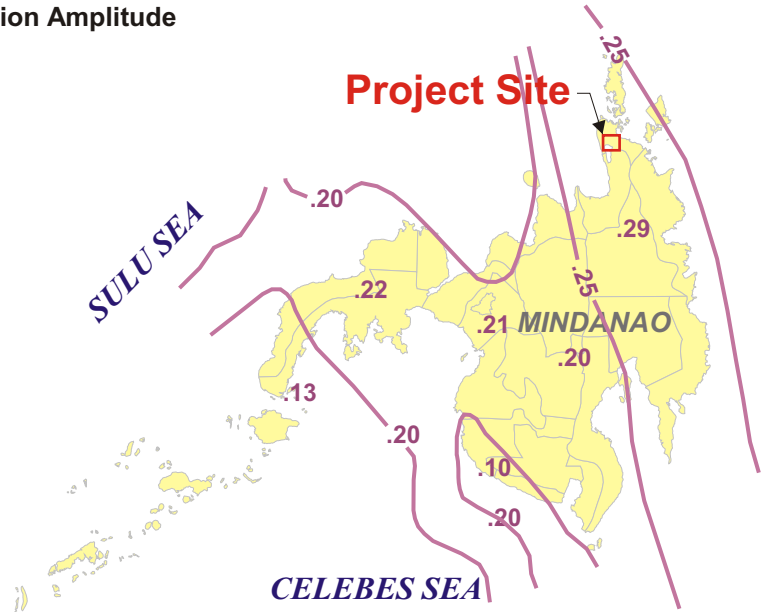 ion Amplitude
.25
Project Site
.20
SULU SEA
.29
.25
.22
.21
MINDANAO
.20
.13
.20
.10
.20
CELEBES SEA